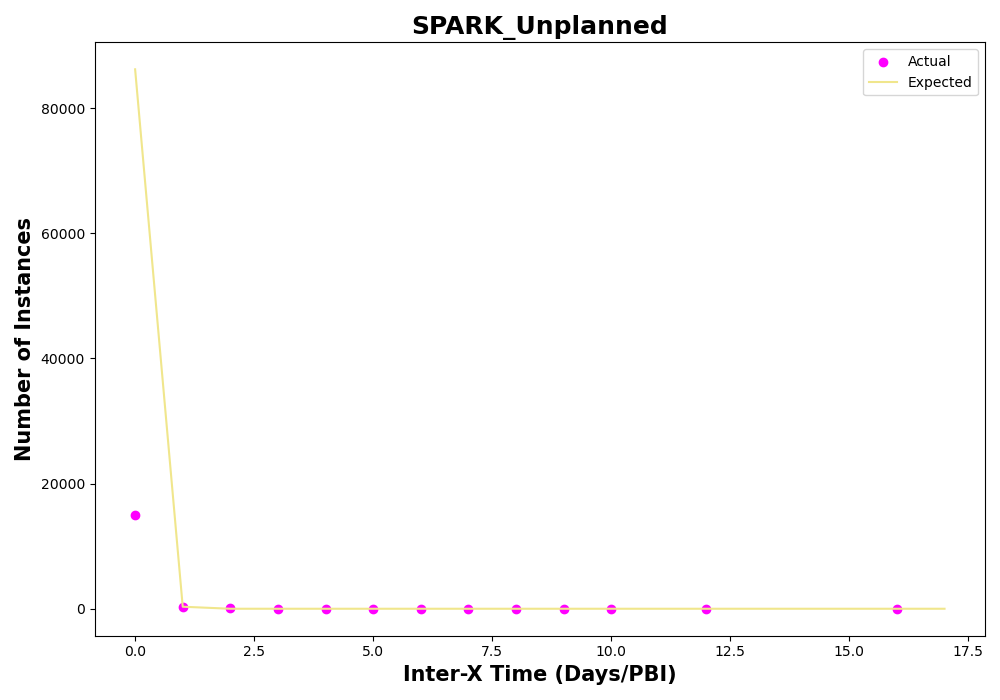 SPARK_Unplanned
Actual
Expected
Number of Instances
80000
60000
40000
20000
0
0.0 2.5 5.0 7.5 10.0 12.5 15.0 17.5
Inter-X Time (Days/PBI)